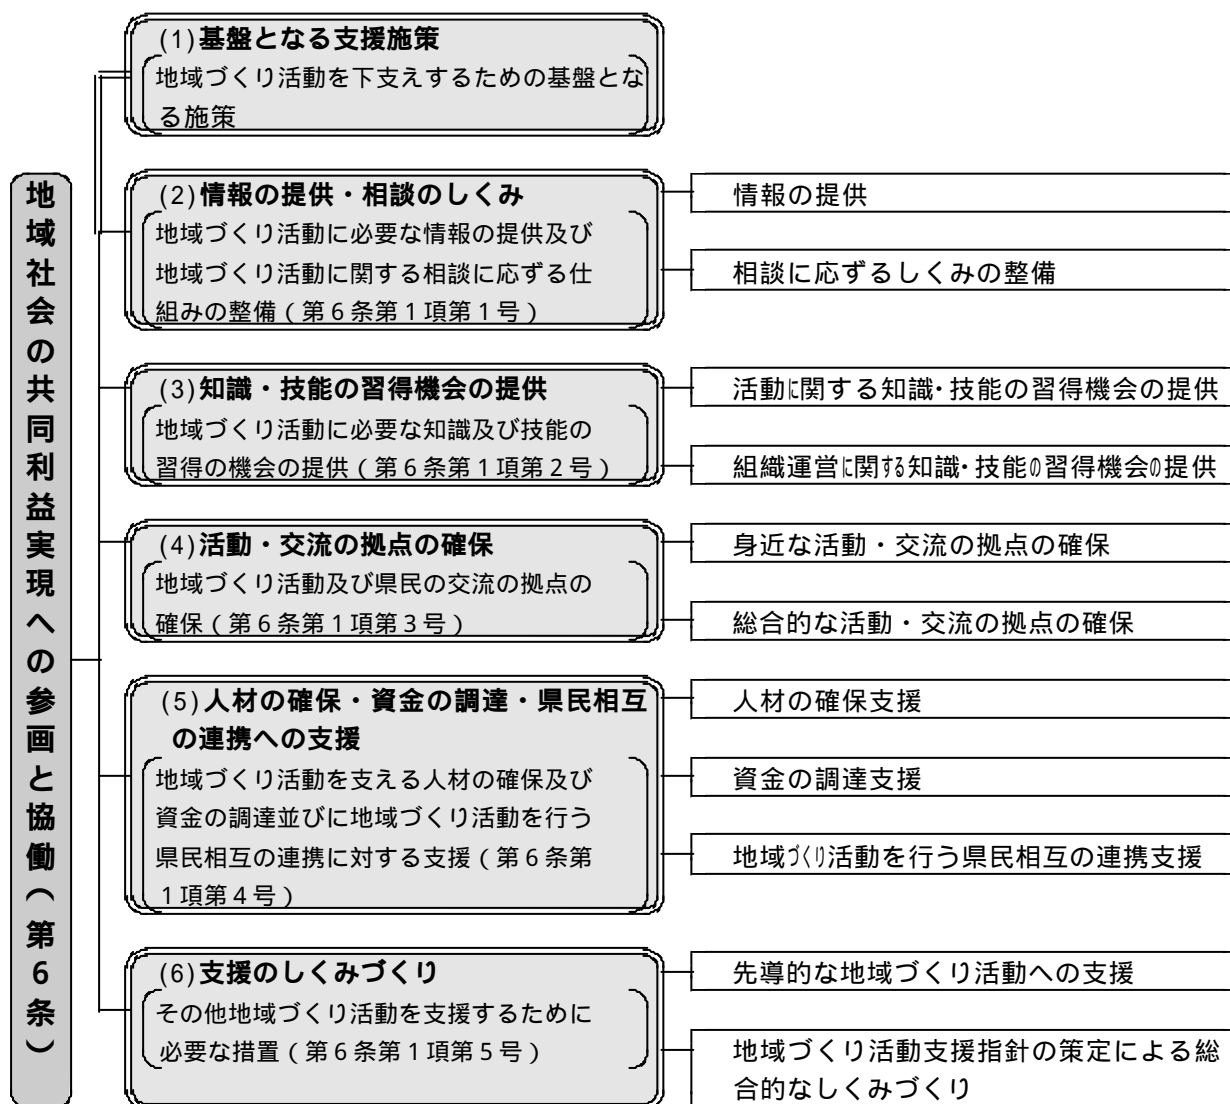 地域社会の共同利益実現への参画と協働（第６条）
(1)基盤となる支援施策
地域づくり活動を下支えするための基盤とな
る施策
(2)情報の提供・相談のしくみ
地域づくり活動に必要な情報の提供及び
地域づくり活動に関する相談に応ずる仕
組みの整備（第６条第１項第１号）
情報の提供
相談に応ずるしくみの整備
(3)知識・技能の習得機会の提供
地域づくり活動に必要な知識及び技能の
習得の機会の提供（第６条第１項第２号）
活動に関する知識・技能の習得機会の提供
組織運営に関する知識・技能の習得機会の提供
(4)活動・交流の拠点の確保
地域づくり活動及び県民の交流の拠点の
確保（第６条第１項第３号）
身近な活動・交流の拠点の確保
総合的な活動・交流の拠点の確保
(5)人材の確保・資金の調達・県民相互
の連携への支援
地域づくり活動を支える人材の確保及び
資金の調達並びに地域づくり活動を行う
県民相互の連携に対する支援（第６条第
１項第４号）
人材の確保支援
資金の調達支援
地域づくり活動を行う県民相互の連携支援
(6)支援のしくみづくり
その他地域づくり活動を支援するために
必要な措置（第６条第１項第５号）
先導的な地域づくり活動への支援
地域づくり活動支援指針の策定による総
合的なしくみづくり